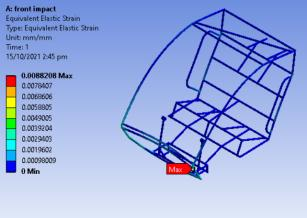 A: front impact
Equivalent Elastic Strain
Type: Equivalent Elastic Strain
Unit: mm/mm
Time: 1
15/10/2021 2:45 pm
0.0088208 Max
0.0078407
0.0068606
0.0058805
0.0049005
0.0039204
0.0029403
0.0019602
0.00098009
0 Min
Max